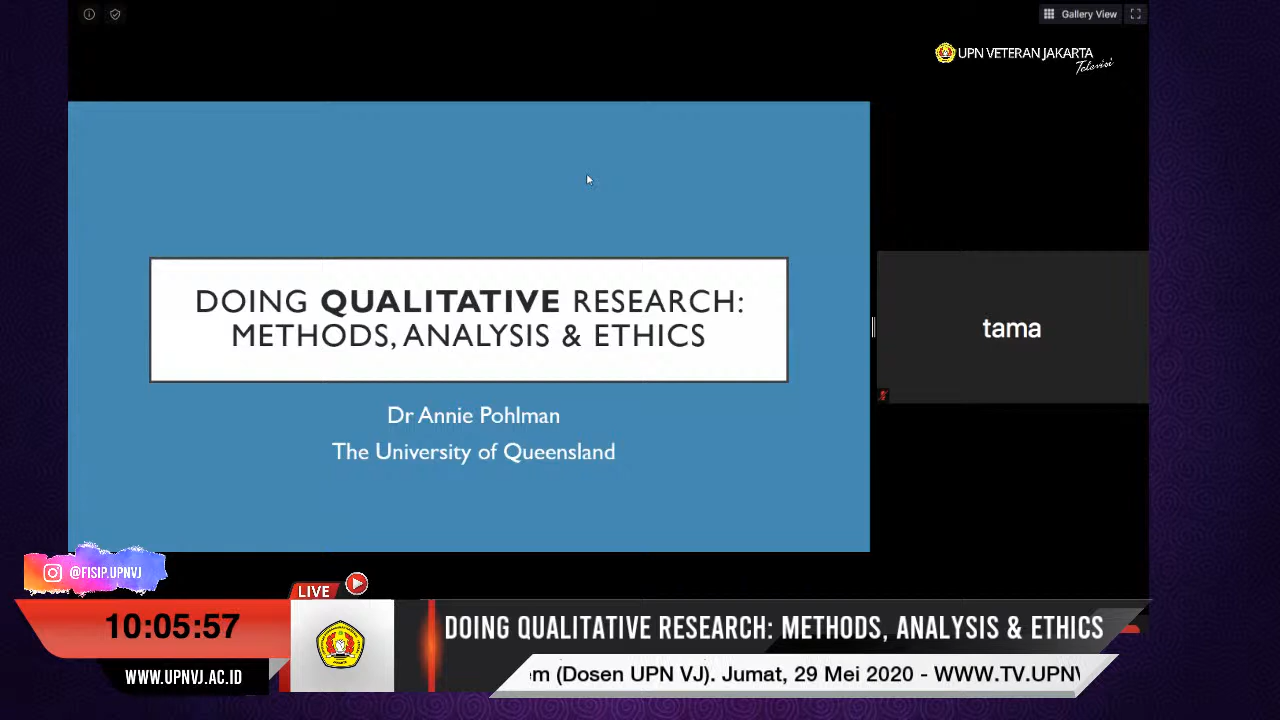 Gallery View
UPN VETERAN JAKARTA
Televisi
DOING QUALITATIVE RESEARCH:
METHODS, ANALYSIS & ETHICS
Dr Annie Pohlman
The University of Queensland
tama
@FISIP.UPNVJ
LIVE
10:05:57
DOING QUALITATIVE RESEARCH: METHODS, ANALYSIS & ETHICS
WWW.UPNVJ.AC.ID
em (Dosen UPN VJ). Jumat, 29 Mei 2020 - WWW.TV.UPNV